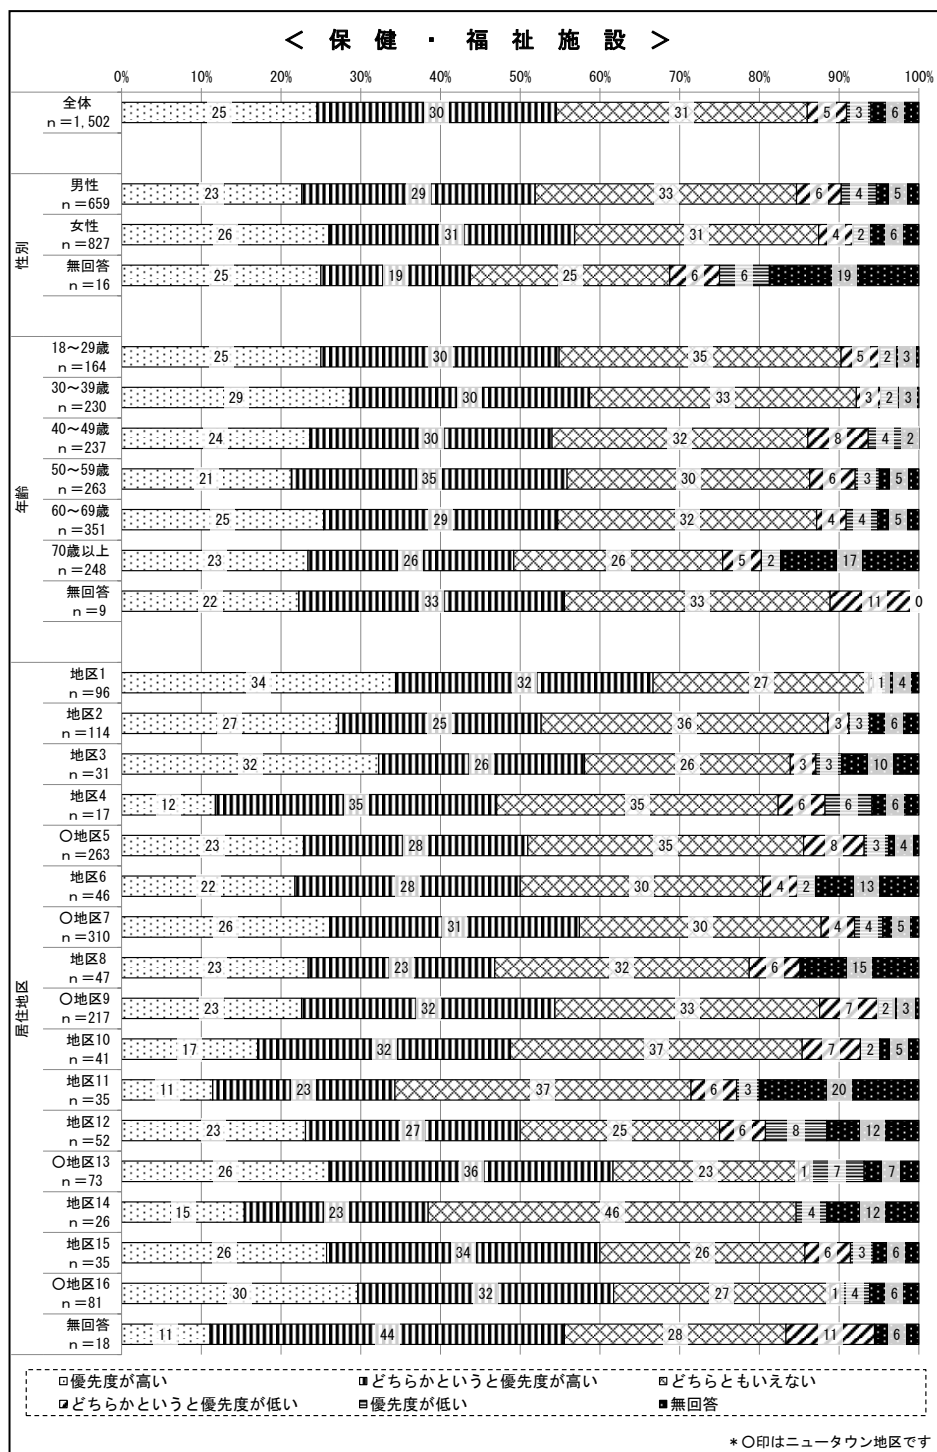 ＜ 保 健 ・ 福 祉 施 設 ＞
0% 10% 20% 30% 40% 50% 60% 70% 80% 90% 100%
全体
ｎ＝1,502
25 30 31 5 3 6
性別
男性
ｎ＝659
23 29 33 6 4 5
女性
ｎ＝827
26 31 31 4 2 6
無回答
ｎ＝16
25 19 25 6 6 19
年齢
18～29歳
ｎ＝164
25 30 35 5 2 3
30～39歳
ｎ＝230
29 30 33 3 2 3
40～49歳
ｎ＝237
24 30 32 8 4 2
50～59歳
ｎ＝263
21 35 30 6 3 5
60～69歳
ｎ＝351
25 29 32 4 4 5
70歳以上
ｎ＝248
23 26 26 5 2 17
無回答
ｎ＝9
22 33 33 11 0
居住地区
地区1
ｎ＝96
34 32 27 1 4
地区2
ｎ＝114
27 25 36 3 3 6
地区3
ｎ＝31
32 26 26 3 3 10
地区4
ｎ＝17
12 35 35 6 6 6
〇地区5
ｎ＝263
23 28 35 8 3 4
地区6
ｎ＝46
22 28 30 4 2 13
〇地区7
ｎ＝310
26 31 30 4 4 5
地区8
ｎ＝47
23 23 32 6 15
〇地区9
ｎ＝217
23 32 33 7 2 3
地区10
ｎ＝41
17 32 37 7 2 5
地区11
ｎ＝35
11 23 37 6 3 20
地区12
ｎ＝52
23 27 25 6 8 12
〇地区13
ｎ＝73
26 36 23 1 7 7
地区14
ｎ＝26
15 23 46 4 12
地区15
ｎ＝35
26 34 26 6 3 6
〇地区16
ｎ＝81
30 32 27 1 4 6
無回答
ｎ＝18
11 44 28 11 6
優先度が高い どちらかというと優先度が高い どちらともいえない
どちらかというと優先度が低い 優先度が低い 無回答
＊〇印はニュータウン地区です